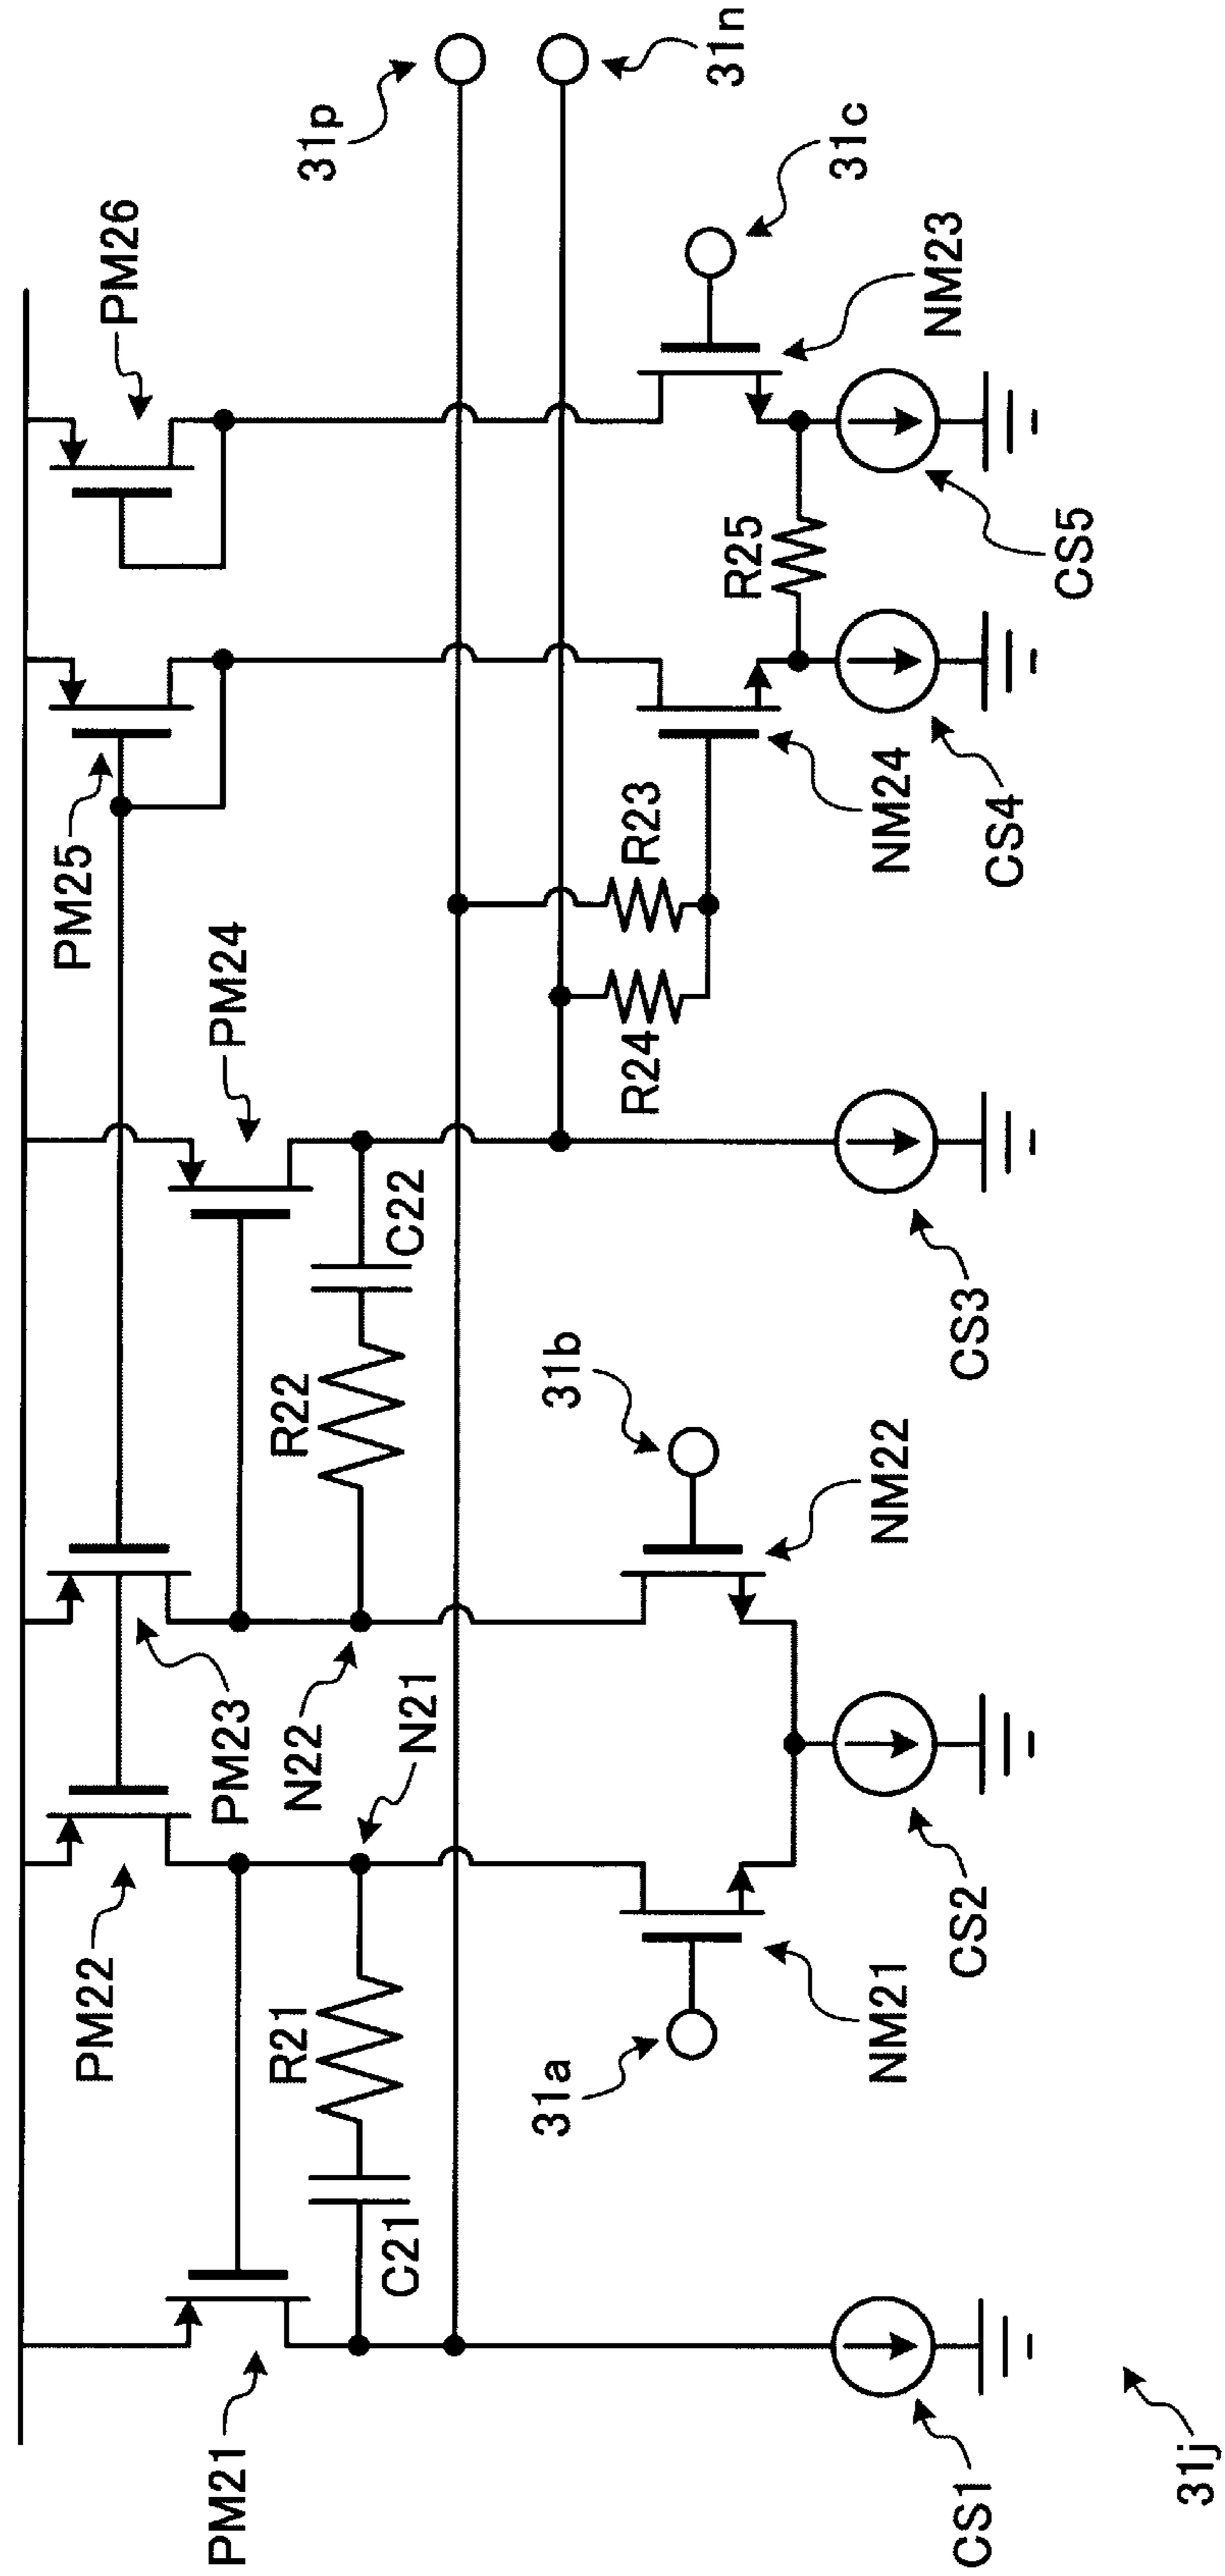 31p
31n
PM26
31c
NM23
PM25
R25
CS5
R23
NM24
CS4
PM24
R24
C22
R22
31b
CS3
NM22
PM23
N22
N21
PM22
R21
CS2
31a
NM21
C21
PM21
CS1
31j